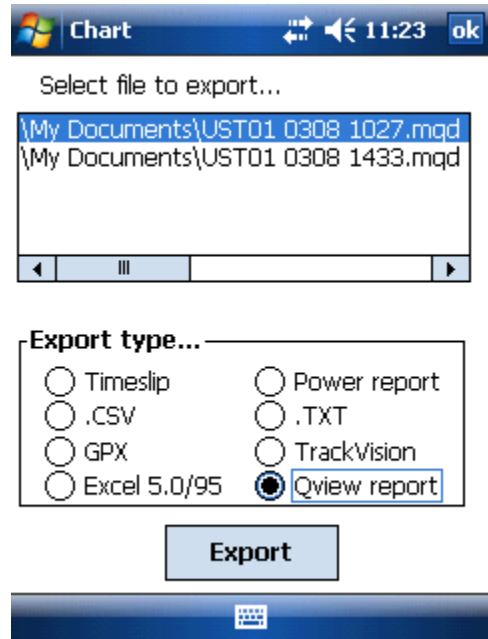 Chart 11:23 ok
Select file to export...
\My Documents\UST01 0308 1027.mqd
\My Documents\UST01 0308 1433.mqd
Export type...
Timeslip Power report
.CSV .TXT
GPX TrackVision
Excel 5.0/95 Qview report
Export